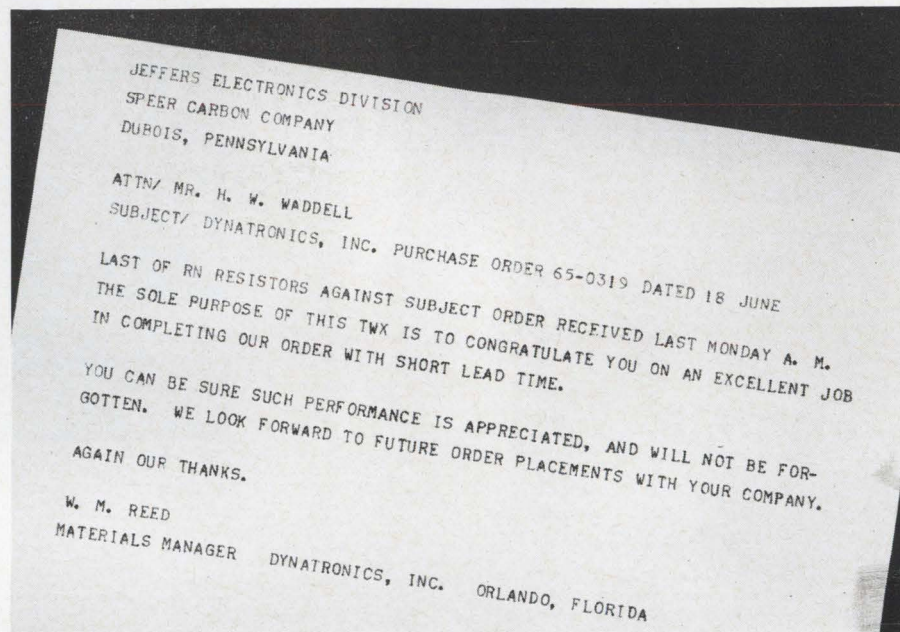 JEFFERS ELECTRONICS DIVISION
SPEER CARBON COMPANY
DUBOIS, PENNSYLVANIA
ATTN/ MR. H. W. WADDELL
SUBJECT/ DYNATRONICS, INC. PURCHASE ORDER 65-0319 DATED 18 JUNE
LAST OF RN RESISTORS AGAINST SUBJECT ORDER RECEIVED LAST MONDAY A. M.
THE SOLE PURPOSE OF THIS TWX IS TO CONGRATULATE YOU ON AN EXCELLENT JOB
IN COMPLETING OUR ORDER WITH SHORT LEAD TIME.
YOU CAN BE SURE SUCH PERFORMANCE IS APPRECIATED, AND WILL NOT BE FOR-
GOTTEN. WE LOOK FORWARD TO FUTURE ORDER PLACEMENTS WITH YOUR COMPANY.
AGAIN OUR THANKS.
W. M. REED
MATERIALS MANAGER DYNATRONICS, INC. ORLANDO, FLORIDA